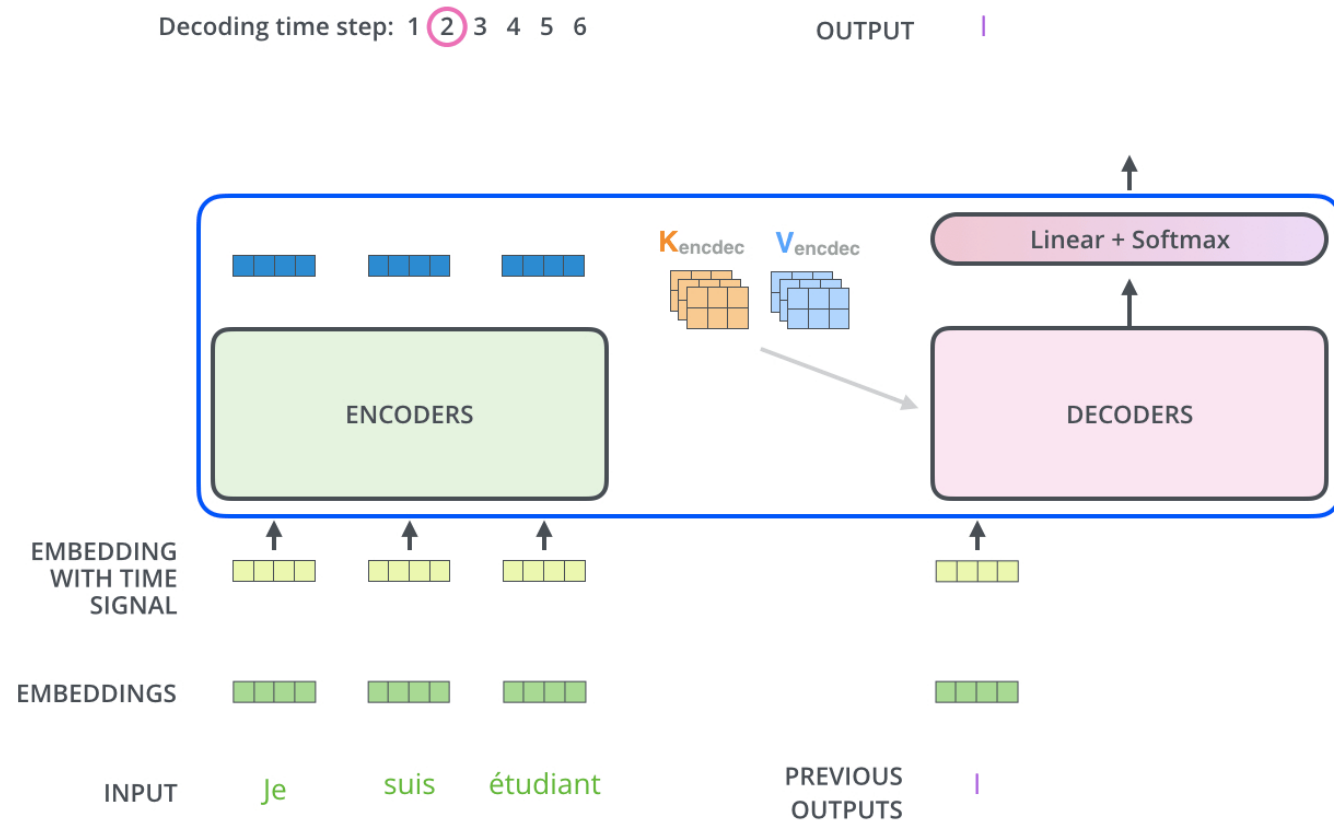 Decoding time step: 1 2 3 4 5 6
OUTPUT I
Kencdec Vencdec
Linear + Softmax
ENCODERS
DECODERS
EMBEDDING
WITH TIME
SIGNAL
EMBEDDINGS
INPUT Je suis étudiant
PREVIOUS
OUTPUTS
I